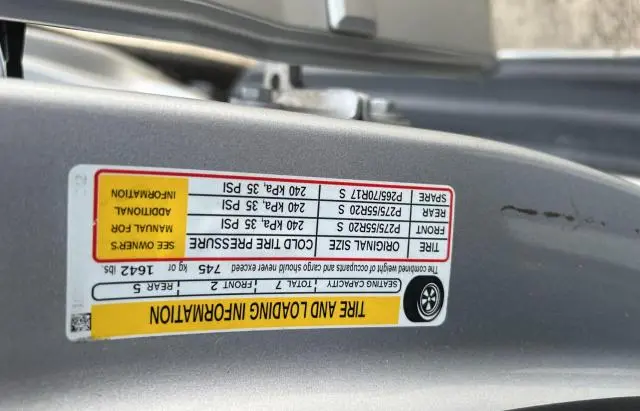 TIRE AND LOADING INFORMATION
SEATING CAPACITY TOTAL 7 FRONT 2 REAR 5
The combined weight of occupants and cargo should never exceed 745 kg or 1642 lbs.
TIRE ORIGINAL SIZE COLD TIRE PRESSURE
FRONT P275/55R20 S 240 kPa, 35 PSI
REAR P275/55R20 S 240 kPa, 35 PSI
SPARE P265/70R17 S 240 kPa, 35 PSI
SEE OWNER'S
MANUAL FOR
ADDITIONAL
INFORMATION